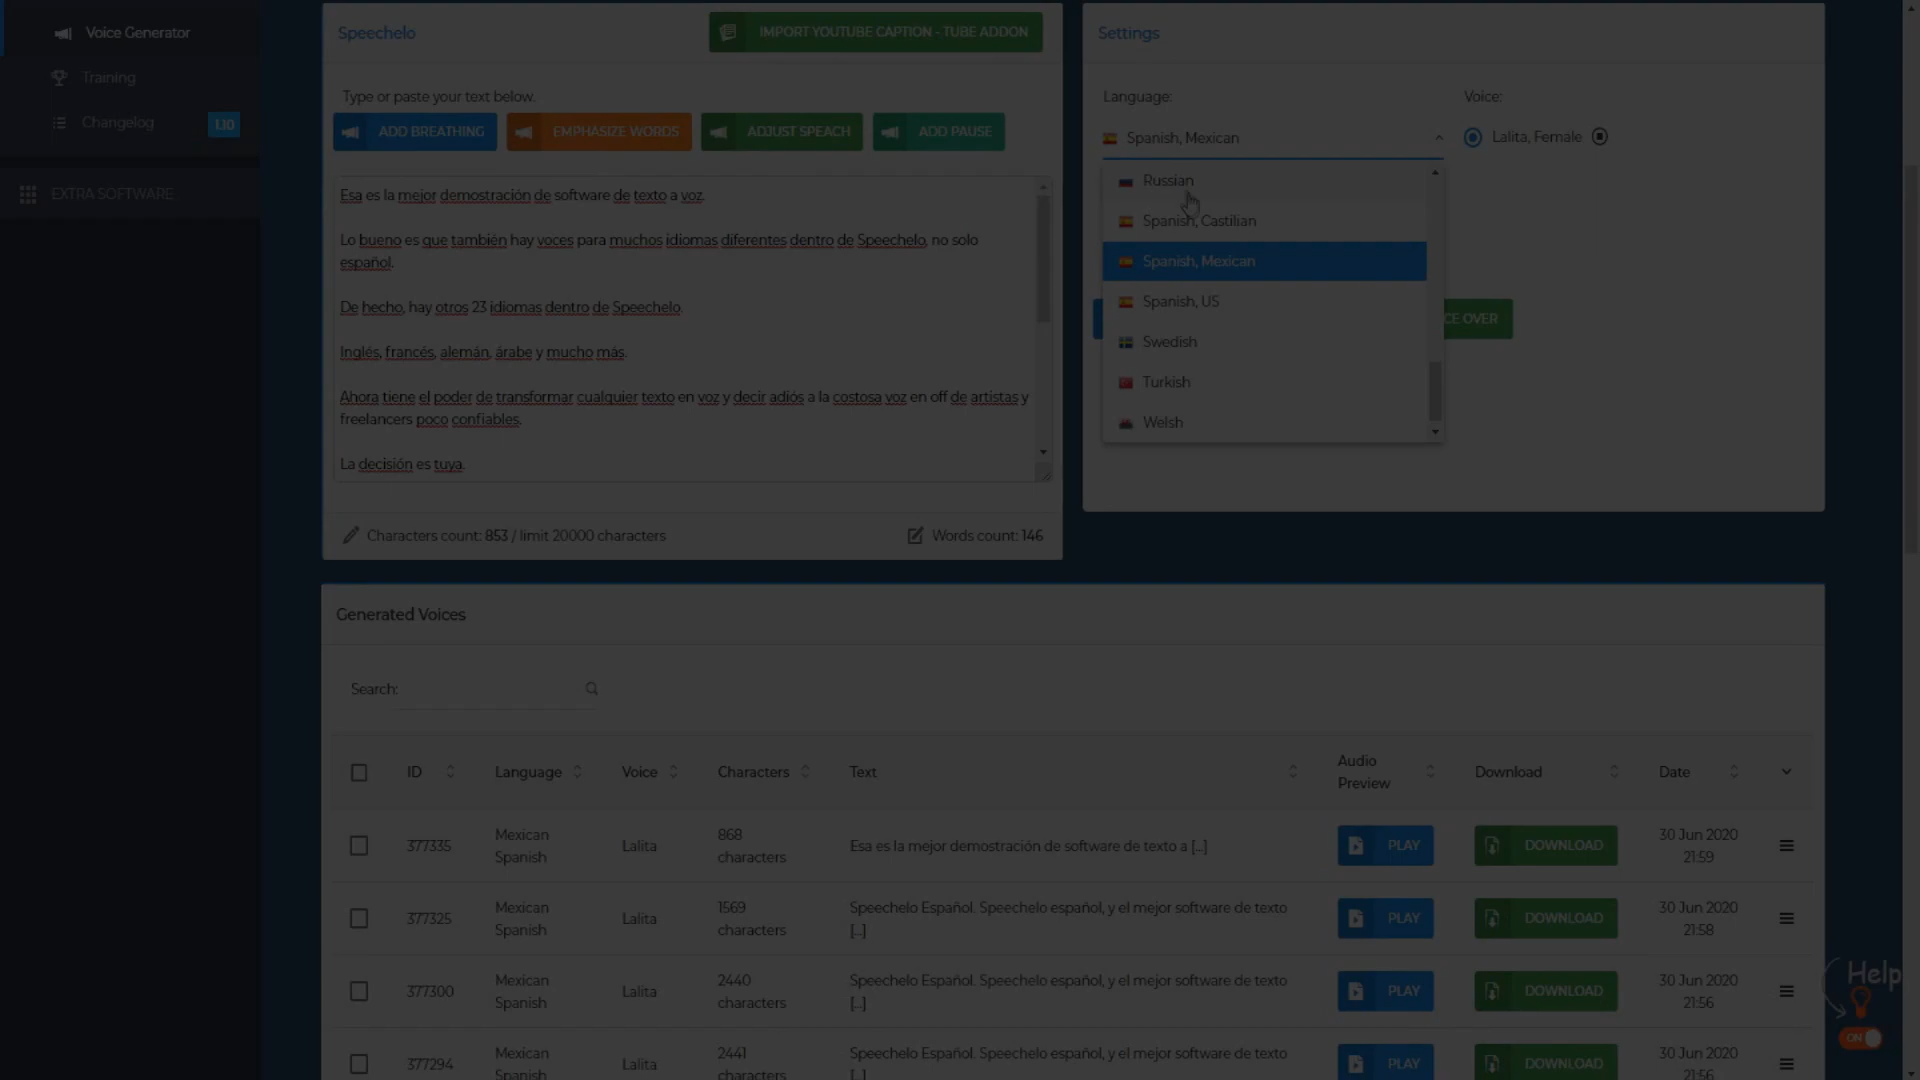 Voice Generator
Training
Changelog
1.10
EXTRA SOFTWARE
Speechelo
IMPORT YOUTUBE CAPTION - TUBE ADDON
Type or paste your text below.
ADD BREATHING
EMPHASIZE WORDS
ADJUST SPEACH
ADD PAUSE
Esa es la mejor demostración de software de texto a voz.
Lo bueno es que también hay voces para muchos idiomas diferentes dentro de Speechelo, no solo
español.
De hecho, hay otros 23 idiomas dentro de Speechelo.
Inglés, francés, alemán, árabe y mucho más.
Ahora tiene el poder de transformar cualquier texto en voz y decir adiós a la costosa voz en off de artistas y
freelancers poco confiables.
La decisión es tuya.
Characters count: 853 / limit 20000 characters
Words count: 146
Settings
Language:
Voice:
Spanish, Mexican
Lalita, Female
Russian
Spanish, Castilian
Spanish, Mexican
Spanish, US
Swedish
Turkish
Welsh
CE OVER
Generated Voices
Search:
ID
Language
Voice
Characters
Text
Audio
Preview
Download
Date
377335
Mexican
Spanish
Lalita
868
characters
Esa es la mejor demostración de software de texto a [...]
PLAY
DOWNLOAD
30 Jun 2020
21:59
377325
Mexican
Spanish
Lalita
1569
characters
Speechelo Español. Speechelo español, y el mejor software de texto
[...]
PLAY
DOWNLOAD
30 Jun 2020
21:58
377300
Mexican
Spanish
Lalita
2440
characters
Speechelo Español. Speechelo español, y el mejor software de texto
[...]
PLAY
DOWNLOAD
30 Jun 2020
21:56
377294
Mexican
Spanish
Lalita
2441
characters
Speechelo Español. Speechelo español, y el mejor software de texto
[...]
PLAY
DOWNLOAD
30 Jun 2020
21:56
Help
ON